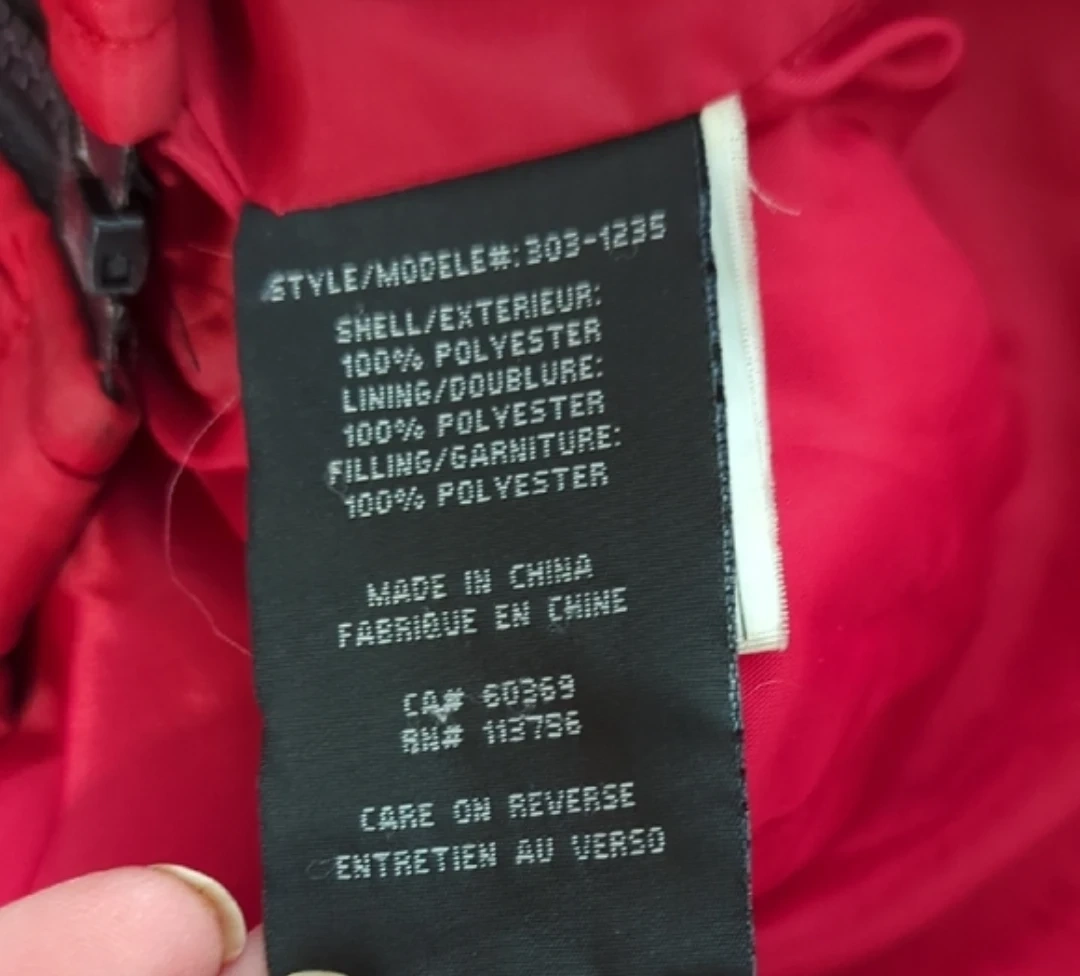 STYLE/MODELE#:303-1235
SHELL/EXTERIEUR:
100% POLYESTER
LINING/DOUBLURE:
100% POLYESTER
FILLING/GARNITURE:
100% POLYESTER
MADE IN CHINA
FABRIQUE EN CHINE
CA# 60369
RN# 113786
CARE ON REVERSE
ENTRETIEN AU VERSO